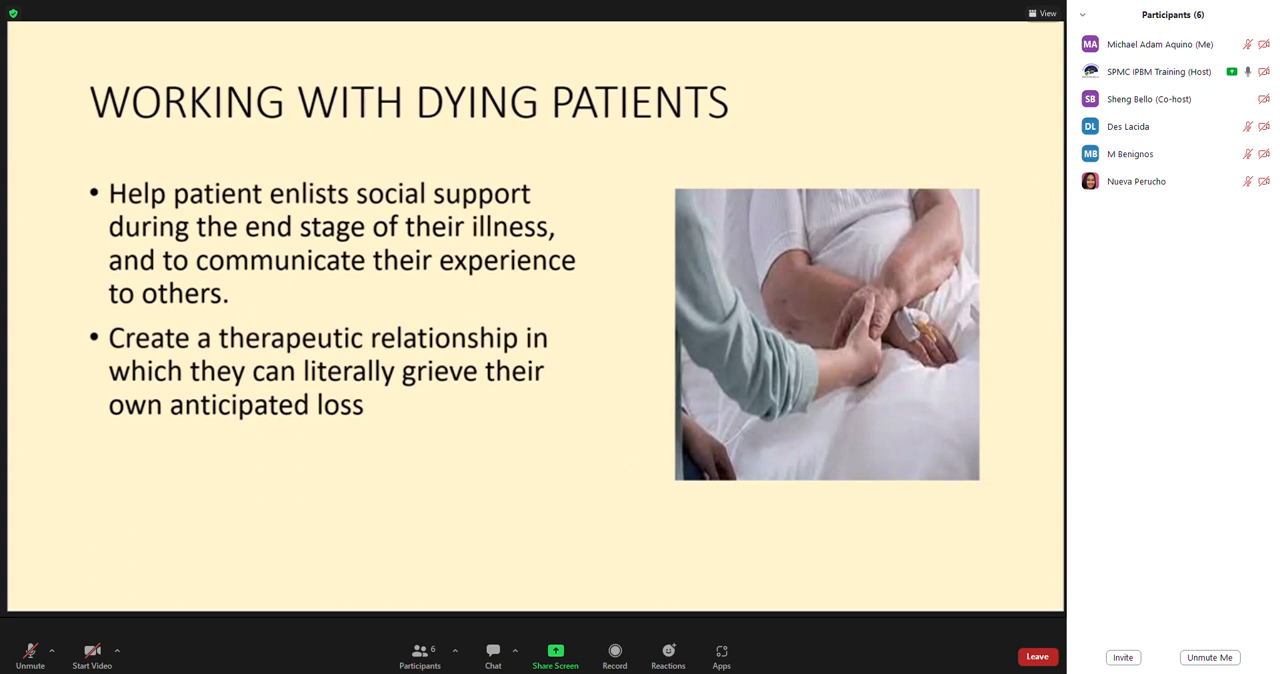 View
WORKING WITH DYING PATIENTS
• Help patient enlists social support
during the end stage of their illness,
and to communicate their experience
to others.
• Create a therapeutic relationship in
which they can literally grieve their
own anticipated loss
Participants (6)
MA Michael Adam Aquino (Me)
SPMC IPBM Training (Host)
SB Sheng Bello (Co-host)
DL Des Lacida
MB M Benignos
Nueva Perucho
Unmute
Start Video
6
Participants
Chat
Share Screen
Record
Reactions
Apps
Leave
Invite
Unmute Me